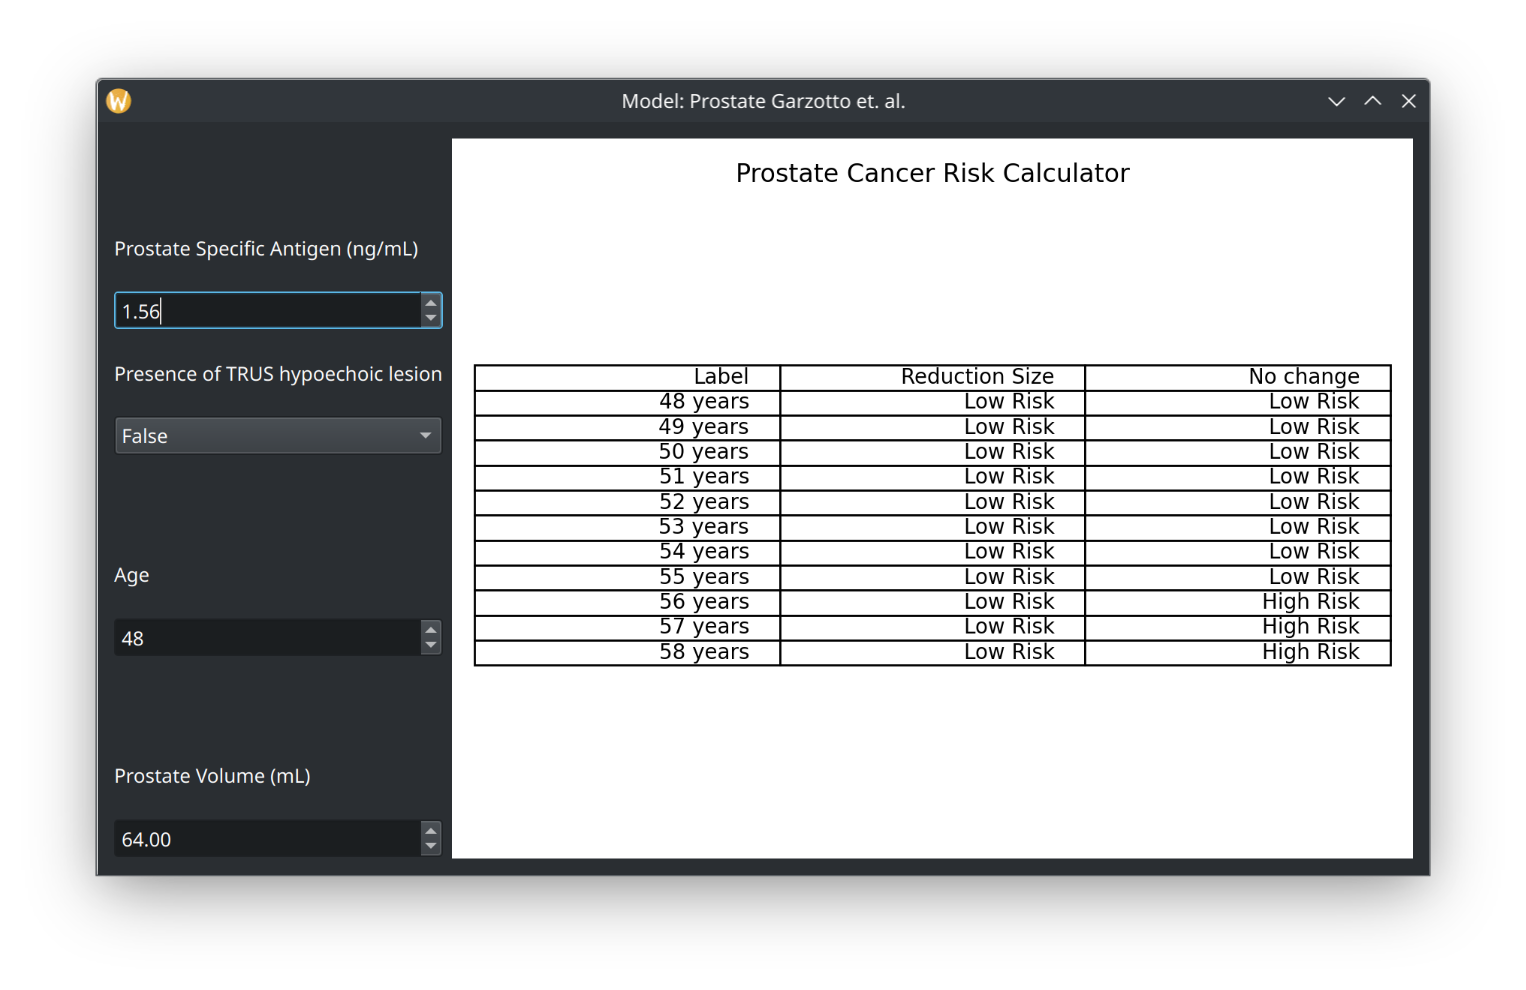 W
Model: Prostate Garzotto et. al.
Prostate Specific Antigen (ng/mL)
1.56
Presence of TRUS hypoechoic lesion
False
Age
48
Prostate Volume (mL)
64.00
Prostate Cancer Risk Calculator
Label Reduction Size No change
48 years Low Risk Low Risk
49 years Low Risk Low Risk
50 years Low Risk Low Risk
51 years Low Risk Low Risk
52 years Low Risk Low Risk
53 years Low Risk Low Risk
54 years Low Risk Low Risk
55 years Low Risk Low Risk
56 years Low Risk High Risk
57 years Low Risk High Risk
58 years Low Risk High Risk